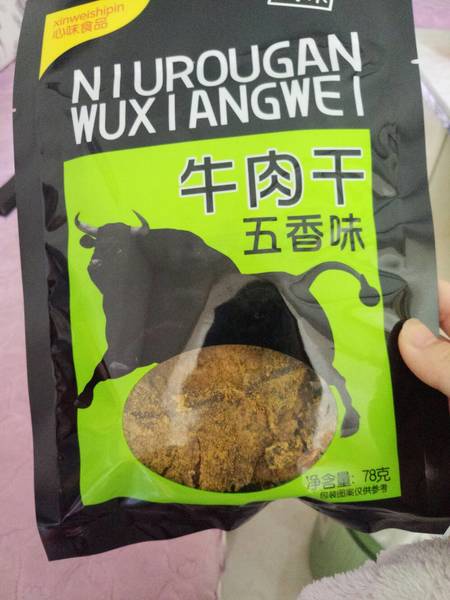 xinweishipin
心味食品
NIUROUGAN
WUXIANGWEI
牛肉干
五香味
净含量: 78克
包装图案仅供参考